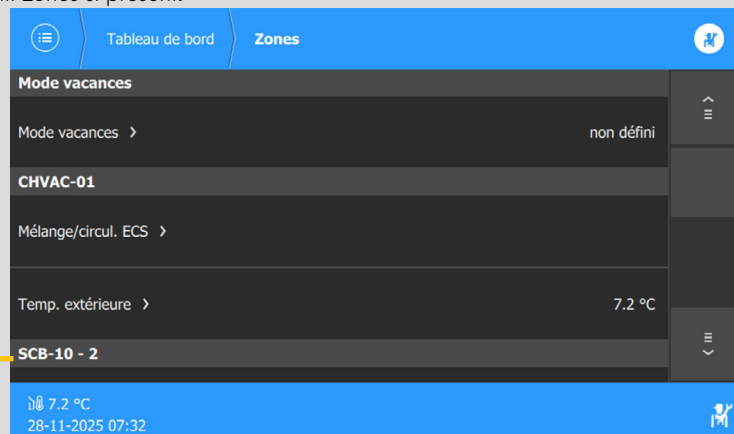 Tableau de bord
Zones
Mode vacances
Mode vacances
non défini
CHVAC-01
Mélange/circul. ECS
Temp. extérieure
7.2 °C
SCB-10 - 2
7.2 °C
28-11-2025 07:32